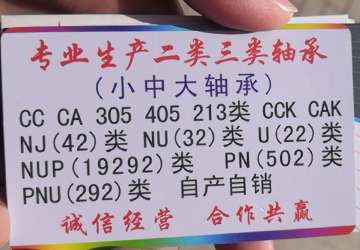 专业生产二类三类轴承
(小中大轴承)
CC CA 305 405 213类 CCK CAK
NJ(42)类 NU(32)类 U(22)类
NUP(19292)类 PN(502)类
PNU(292)类 自产自销
诚信经营 合作共赢